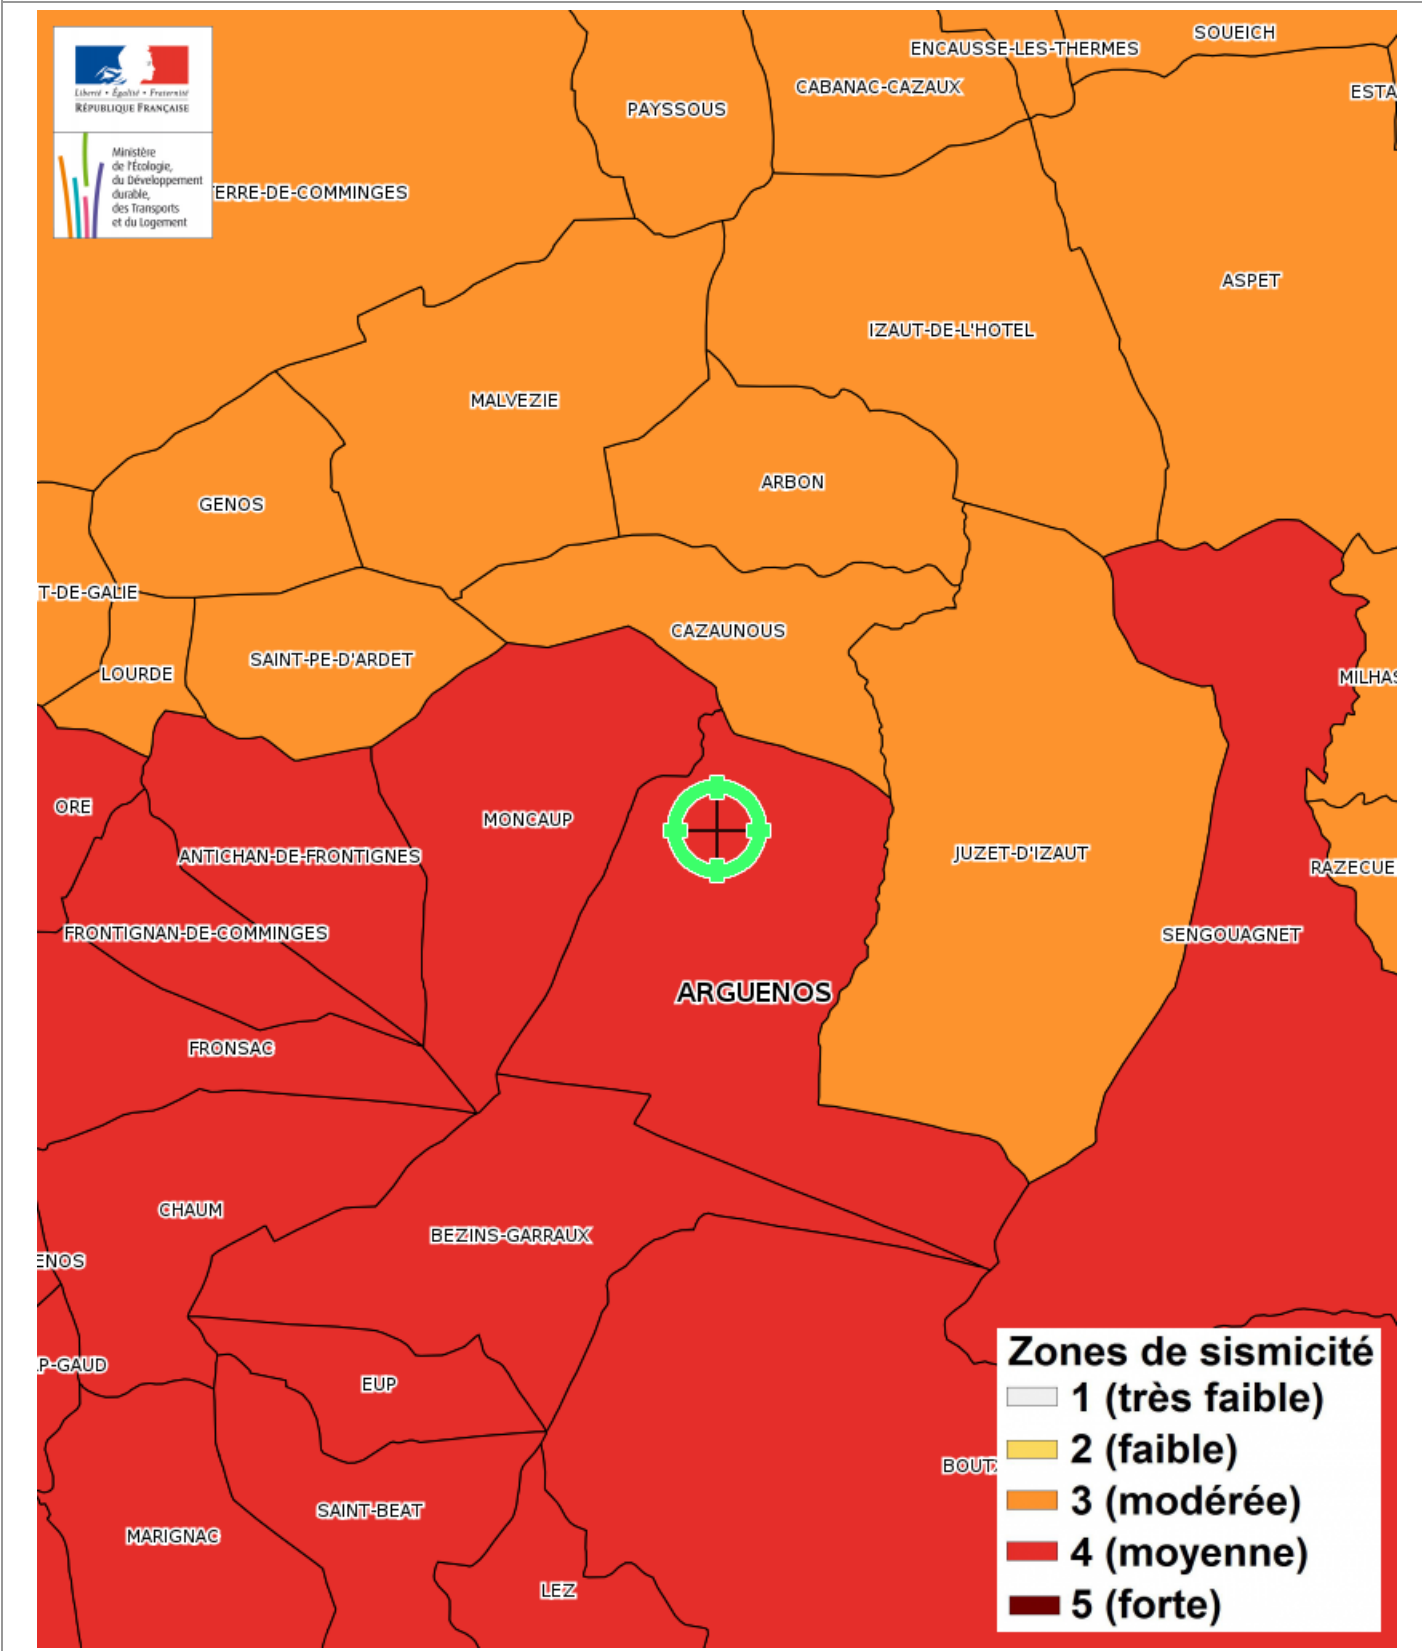 SOUEICH
ENCAUSSE-LES-THERMES
CABANAC-CAZAUX
ESTA
PAYSSOUS
Liberté • Égalité • Fraternité
RÉPUBLIQUE FRANÇAISE
Ministère
de l'Écologie,
du Développement
durable,
des Transports
et du Logement
TERRE-DE-COMMINGES
ASPET
IZAUT-DE-L'HOTEL
MALVEZIE
ARBON
GENOS
T-DE-GALIE
CAZAUNOUS
SAINT-PE-D'ARDET
LOURDE
MILHAS
ORE
MONCAUP
ANTICHAN-DE-FRONTIGNES
JUZET-D'IZAUT
RAZECUE
FRONTIGNAN-DE-COMMINGES
SENGOUAGNET
ARGUENOS
FRONSAC
CHAUM
BEZINS-GARRAUX
ENOS
P-GAUD
EUP
BOUTX
SAINT-BEAT
MARIGNAC
LEZ
Zones de sismicité
1 (très faible)
2 (faible)
3 (modérée)
4 (moyenne)
5 (forte)